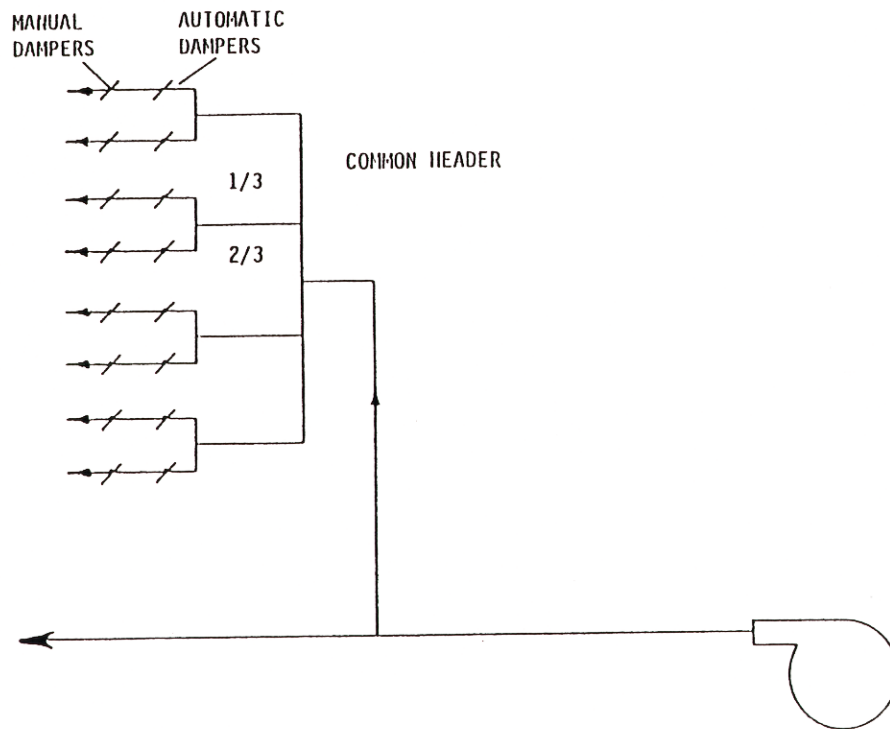 MANUAL
DAMPERS
AUTOMATIC
DAMPERS
COMMON HEADER
1/3
2/3